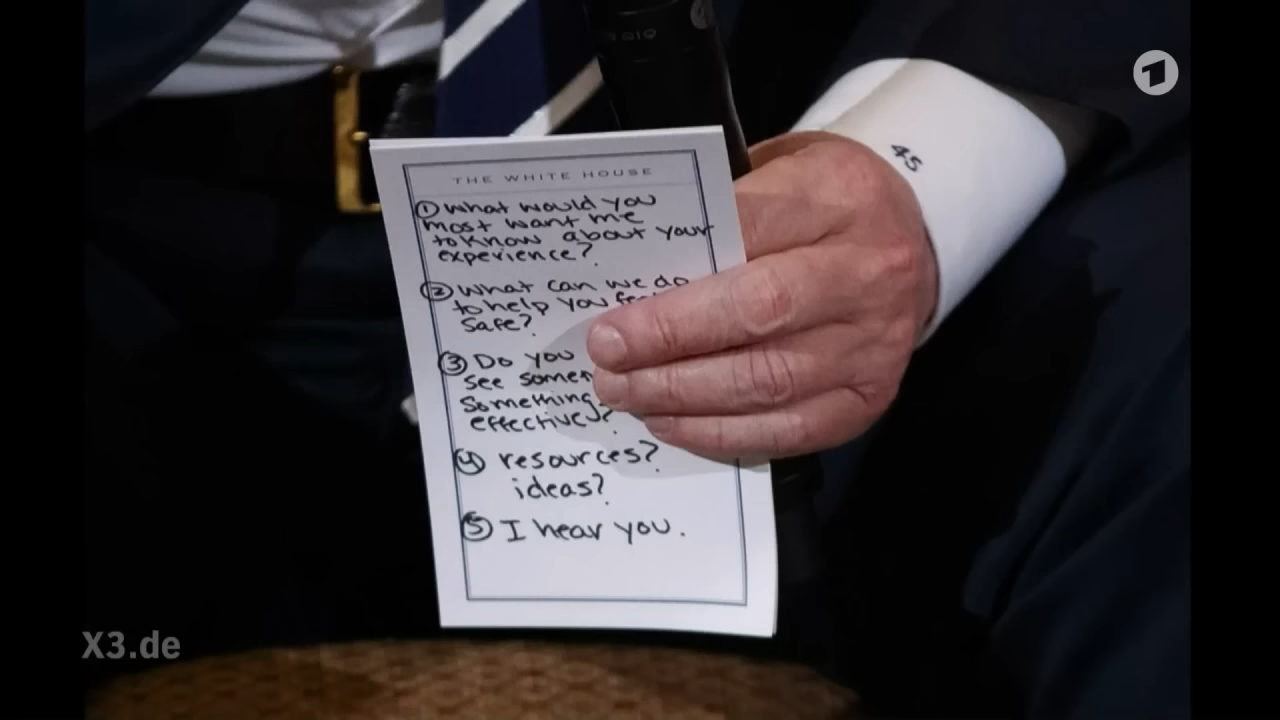 THE WHITE HOUSE
① What would you
most want me
to know about your
experience?
② What can we do
to help you
safe?
③ Do you
see
something
effective?
④ resources?
ideas?
⑤ I hear you.
45
1
X3.de